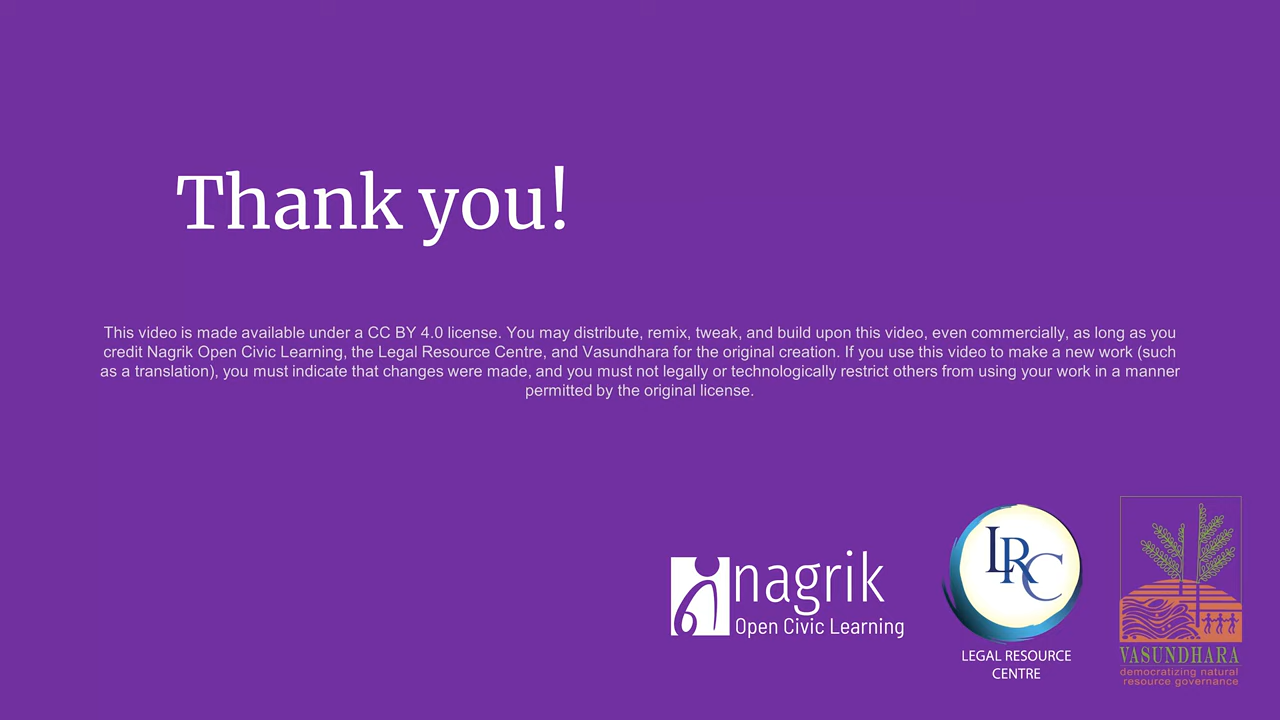 Thank you!
This video is made available under a CC BY 4.0 license. You may distribute, remix, tweak, and build upon this video, even commercially, as long as you
credit Nagrik Open Civic Learning, the Legal Resource Centre, and Vasundhara for the original creation. If you use this video to make a new work (such
as a translation), you must indicate that changes were made, and you must not legally or technologically restrict others from using your work in a manner
permitted by the original license.
nagrik
Open Civic Learning
LRC
LEGAL RESOURCE
CENTRE
VASUNDHARA
democratizing natural
resource governance